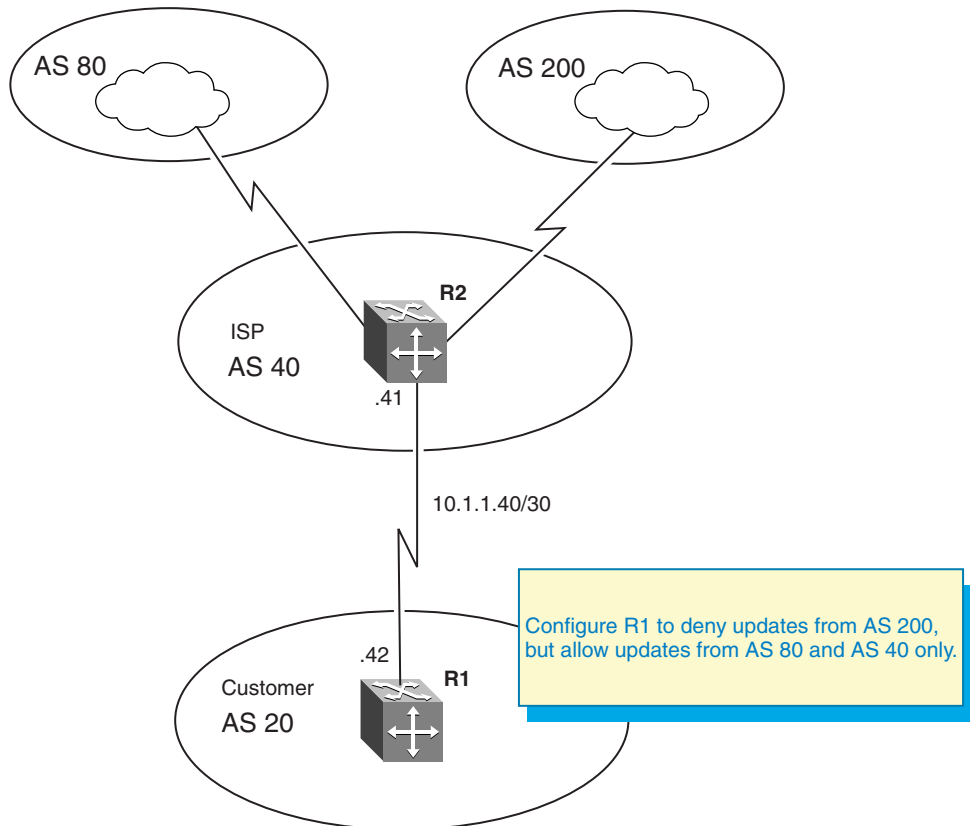 AS 80
AS 200
R2
ISP
AS 40
.41
10.1.1.40/30
Configure R1 to deny updates from AS 200,
but allow updates from AS 80 and AS 40 only.
.42
R1
Customer
AS 20